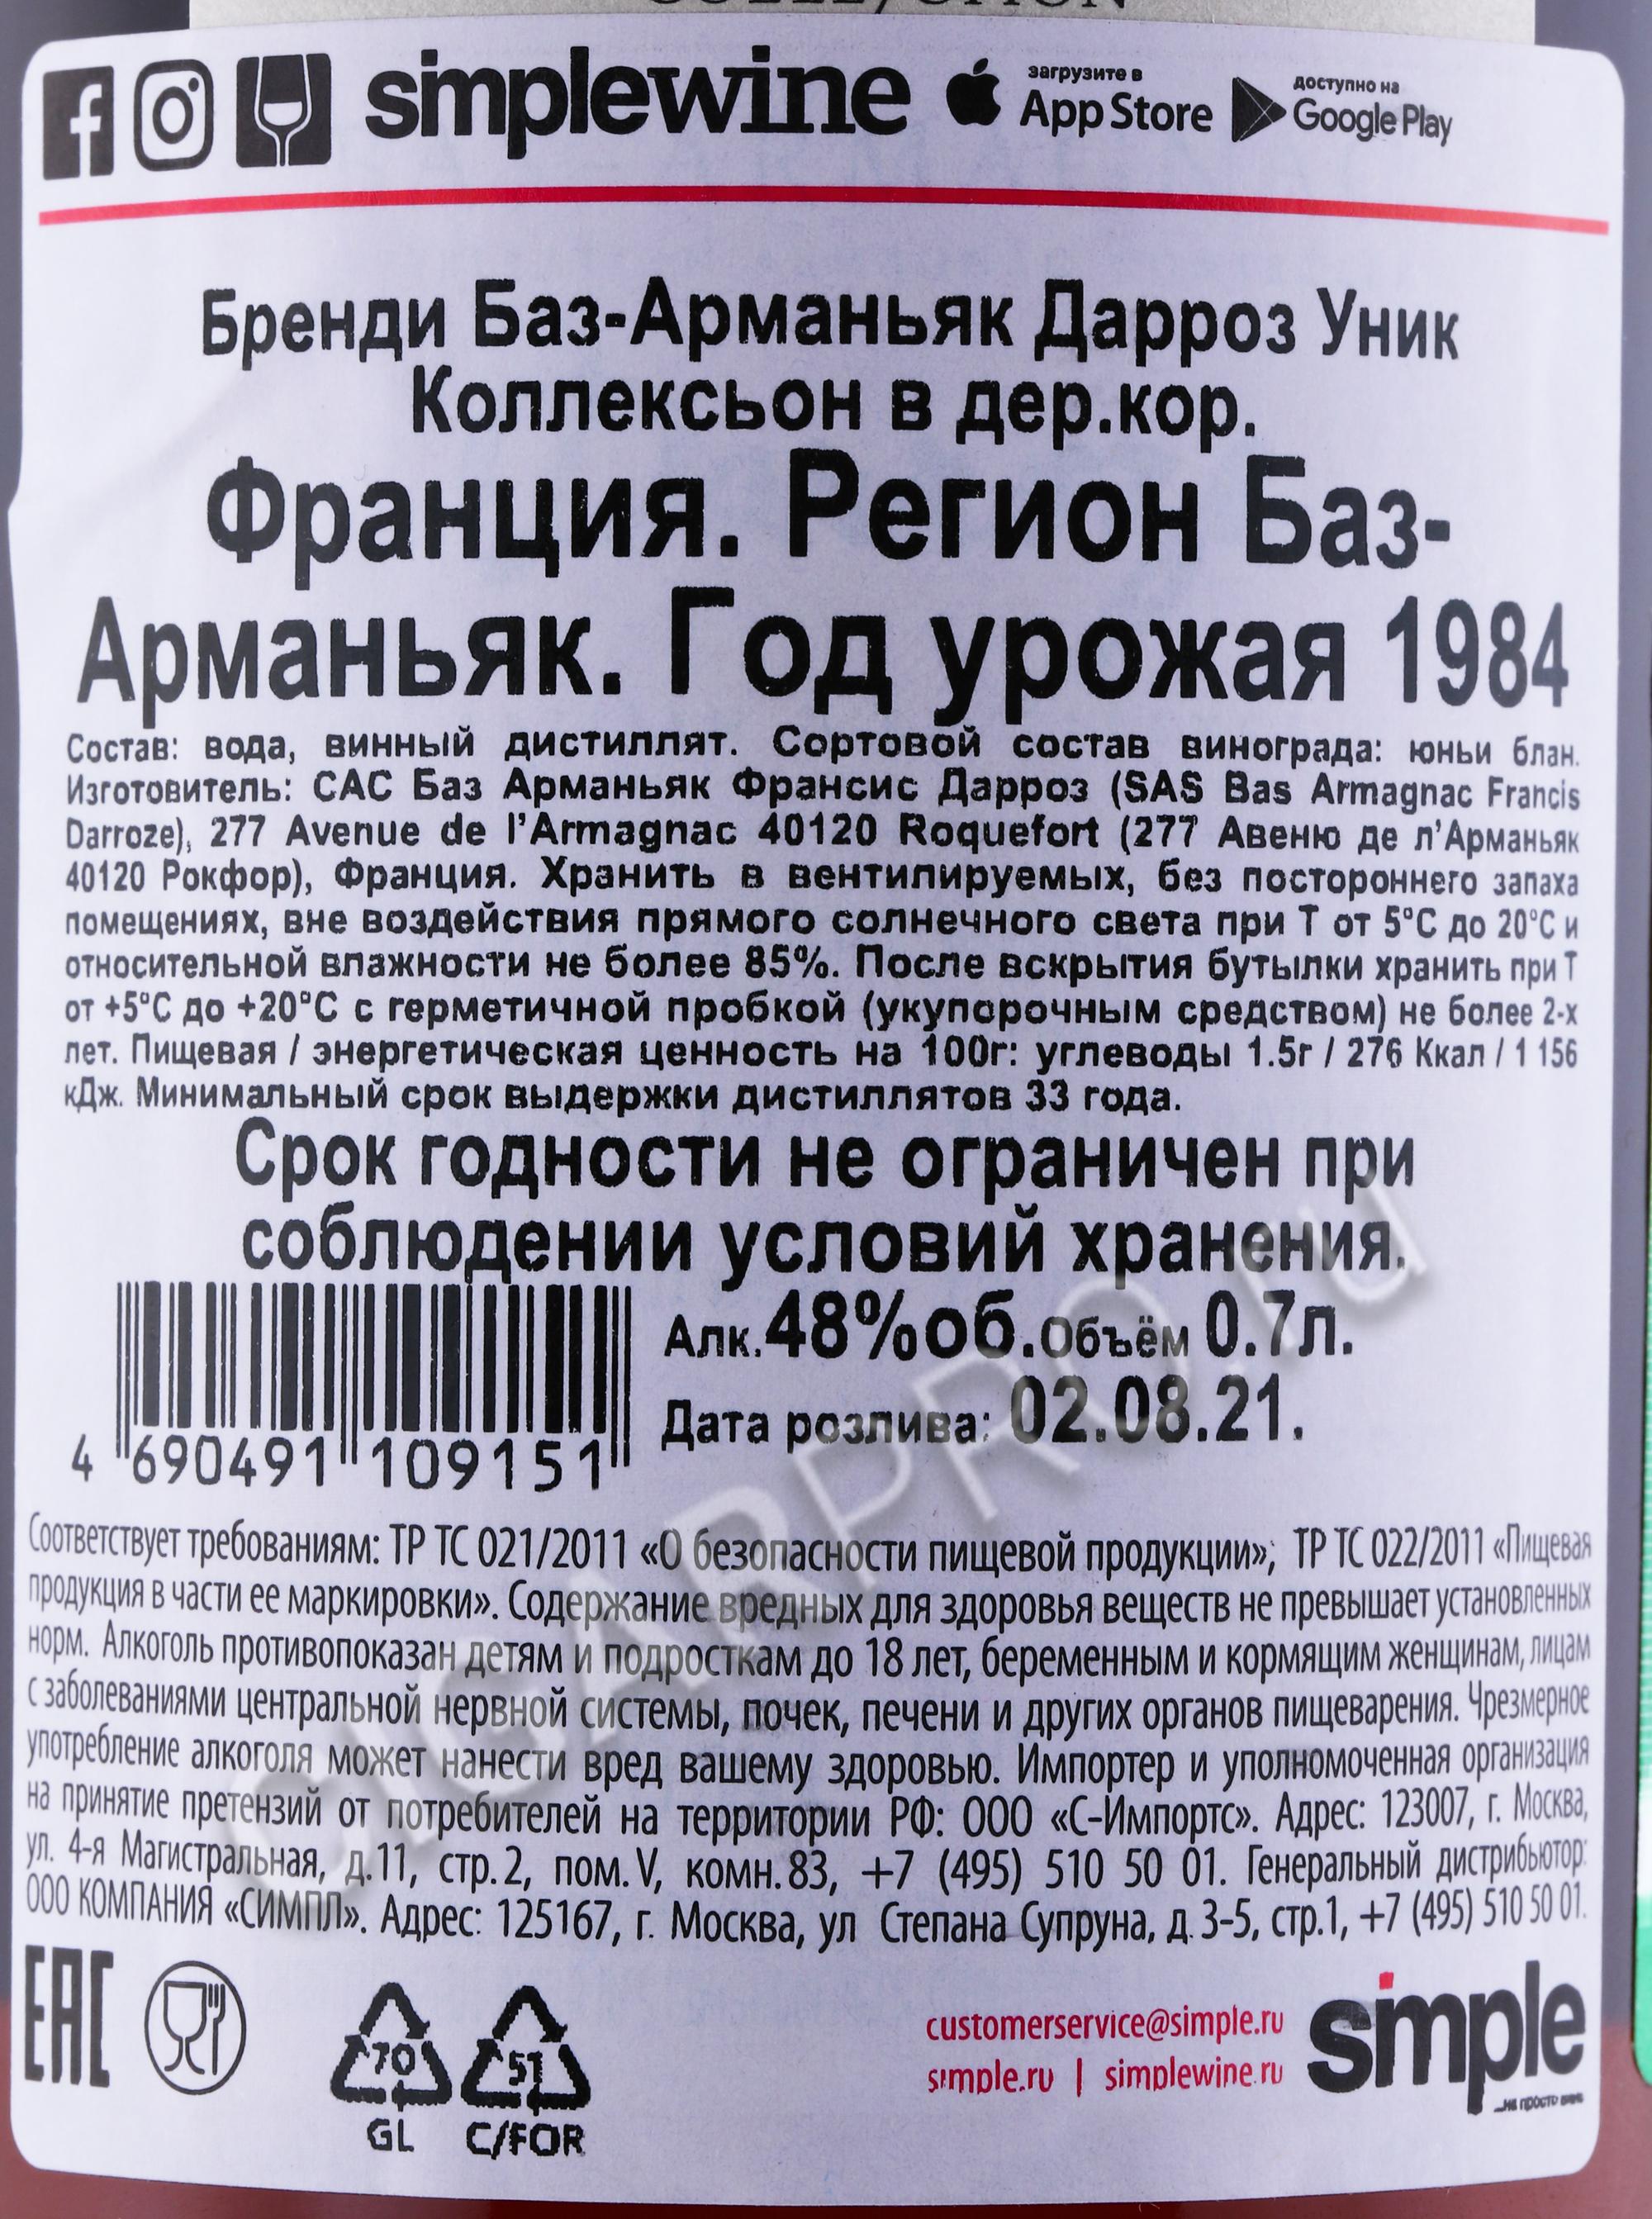 simplewine
загрузите в
App Store
доступно на
Google Play
Бренди Баз-Арманьяк Дарроз Уник
Коллексьон в дер.кор.
Франция. Регион Баз-
Арманьяк. Год урожая 1984
Состав: вода, винный дистиллят. Сортовой состав винограда: юньи блан.
Изготовитель: САС Баз Арманьяк Франсис Дарроз (SAS Bas Armagnac Francis
Darroze), 277 Avenue de l'Armagnac 40120 Roquefort (277 Авеню де л'Арманьяк
40120 Рокфор), Франция. Хранить в вентилируемых, без постороннего запаха
помещениях, вне воздействия прямого солнечного света при Т от 5°С до 20°С и
относительной влажности не более 85%. После вскрытия бутылки хранить при Т
от +5°С до +20°С с герметичной пробкой (укупорочным средством) не более 2-х
лет. Пищевая / энергетическая ценность на 100г: углеводы 1.5г / 276 Ккал / 1 156
кДж. Минимальный срок выдержки дистиллятов 33 года.
Срок годности не ограничен при
соблюдении условий хранения.
Алк.48%об.Объём 0.7л.
Дата розлива: 02.08.21.
4 690491 109151
Соответствует требованиям: ТР ТС 021/2011 «О безопасности пищевой продукции»; ТР ТС 022/2011 «Пищевая
продукция в части ее маркировки». Содержание вредных для здоровья веществ не превышает установленных
норм. Алкоголь противопоказан детям и подросткам до 18 лет, беременным и кормящим женщинам, лицам
с заболеваниями центральной нервной системы, почек, печени и других органов пищеварения. Чрезмерное
употребление алкоголя может нанести вред вашему здоровью. Импортер и уполномоченная организация
на принятие претензий от потребителей на территории РФ: ООО «С-Импортс». Адрес: 123007, г. Москва,
ул. 4-я Магистральная, д.11, стр.2, пом.V, комн.83, +7 (495) 510 50 01. Генеральный дистрибьютор:
ООО КОМПАНИЯ «СИМПЛ». Адрес: 125167, г. Москва, ул Степана Супруна, д.3-5, стр.1, +7 (495) 510 50 01.
ЕАС
70
GL
51
C/FOR
customerservice@simple.ru
simple.ru | simplewine.ru
simple
...не просто вино
CIGARPRO.ru